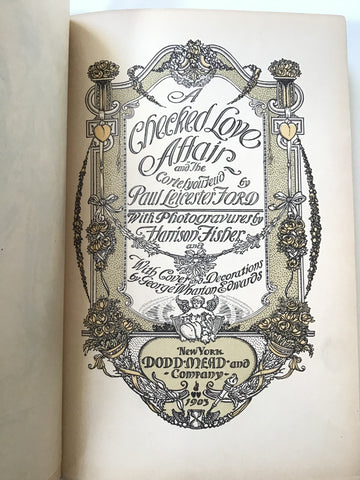 A
Checked Love
Affair
and The
Cortelyou Feud by
Paul Leicester FORD
With Photogravures by
Harrison Fisher
and
With Cover and Decorations
by George Wharton Edwards
New York
DODD·MEAD·and
·Company·
1903